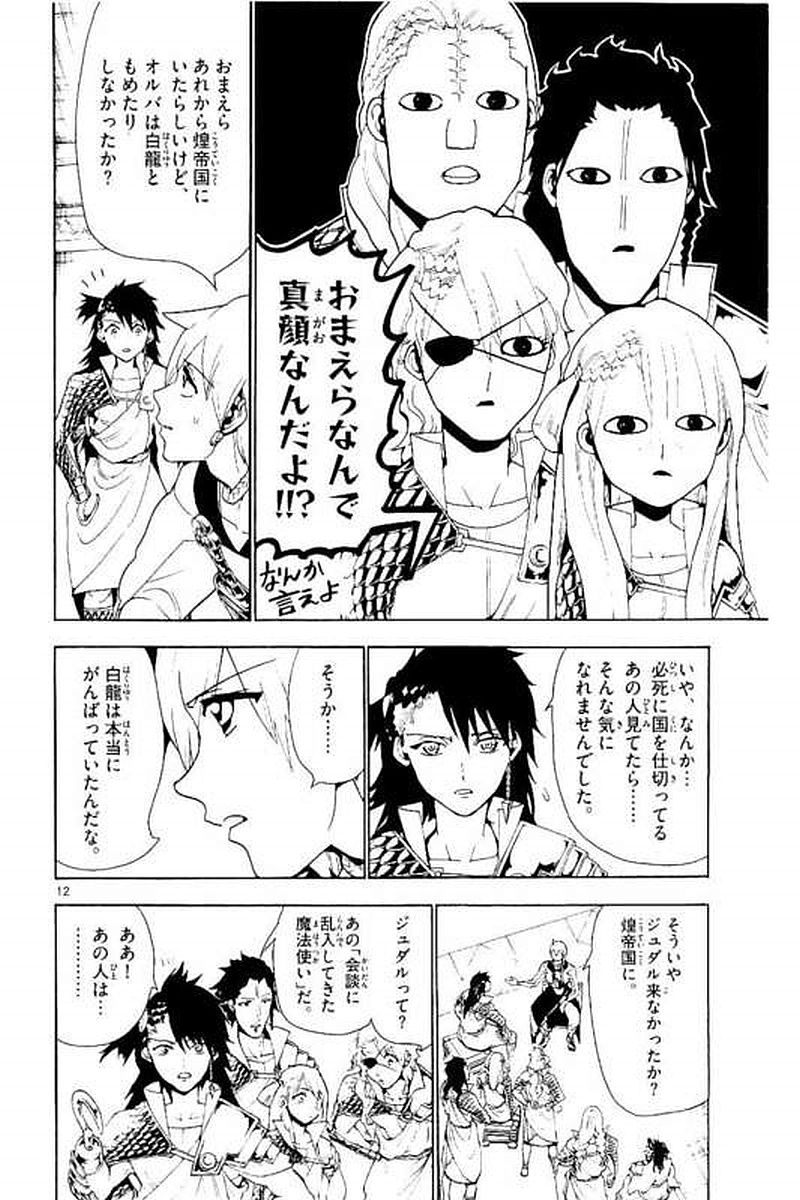 おまえらなんで
真顔なんだよ!!?
なんか
言えよ
おまえら
あれから煌帝国に
いたらしいけど、
オルバは白龍と
もめたり
しなかったか?
いや、なんか…
必死に国を仕切ってる
あの人見てたら……
そんな気に
なれませんでした。
そうか……
白龍は本当に
がんばっていたんだな。
12
そういや
ジュダル来なかったか?
煌帝国に。
ジュダルって?
あの「会談に
乱入してきた
魔法使い」だ。
ああ!
あの人は…
…………